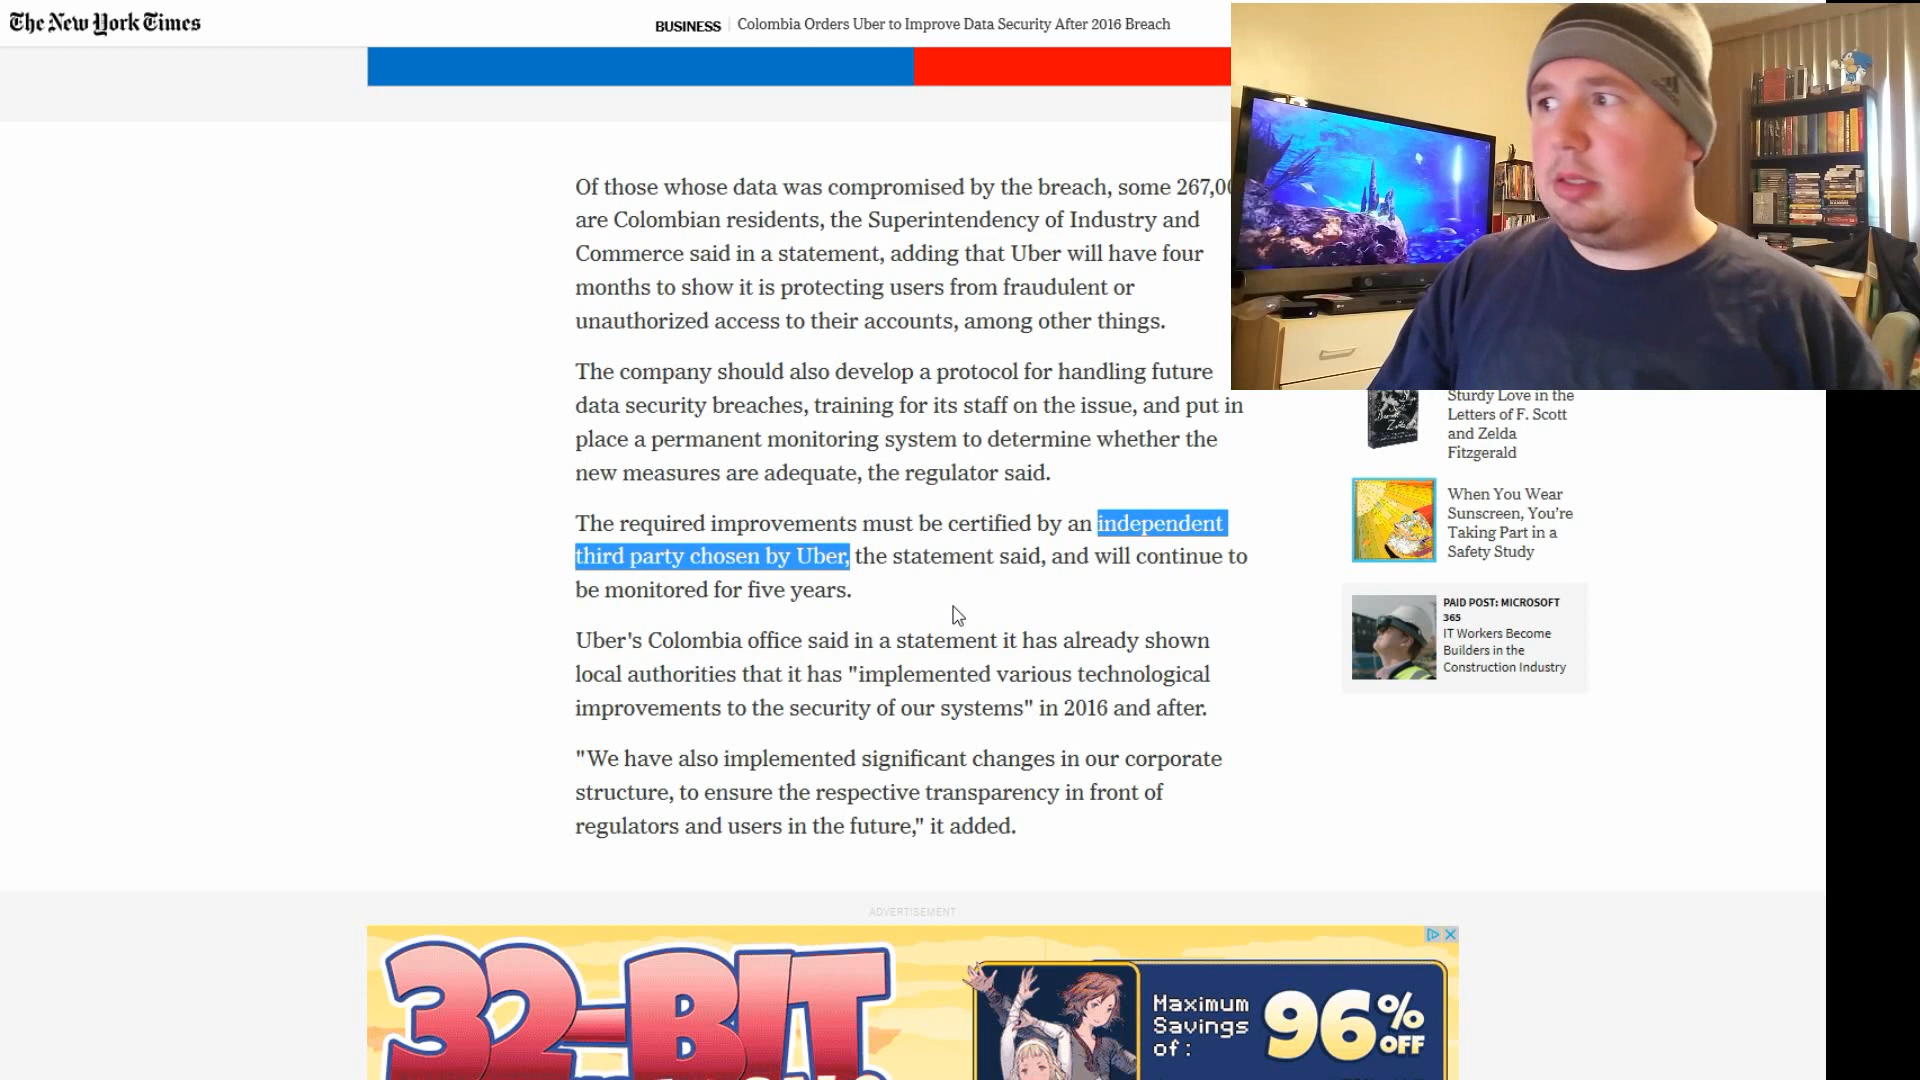 The New York Times
BUSINESS Colombia Orders Uber to Improve Data Security After 2016 Breach
Of those whose data was compromised by the breach, some
are Colombian residents, the Superintendency of Industry and
Commerce said in a statement, adding that Uber will have four
months to show it is protecting users from fraudulent or
unauthorized access to their accounts, among other things.
The company should also develop a protocol for handling future
data security breaches, training for its staff on the issue, and put in
place a permanent monitoring system to determine whether the
new measures are adequate, the regulator said.
The required improvements must be certified by an independent
third party chosen by Uber, the statement said, and will continue to
be monitored for five years.
Uber's Colombia office said in a statement it has already shown
local authorities that it has "implemented various technological
improvements to the security of our systems" in 2016 and after.
"We have also implemented significant changes in our corporate
structure, to ensure the respective transparency in front of
regulators and users in the future," it added.
Sturdy Love in the
Letters of F. Scott
and Zelda
Fitzgerald
When You Wear
Sunscreen, You're
Taking Part in a
Safety Study
PAID POST: MICROSOFT
365
IT Workers Become
Builders in the
Construction Industry
ADVERTISEMENT
32-BIT
Maximum
Savings
of:
96%
OFF